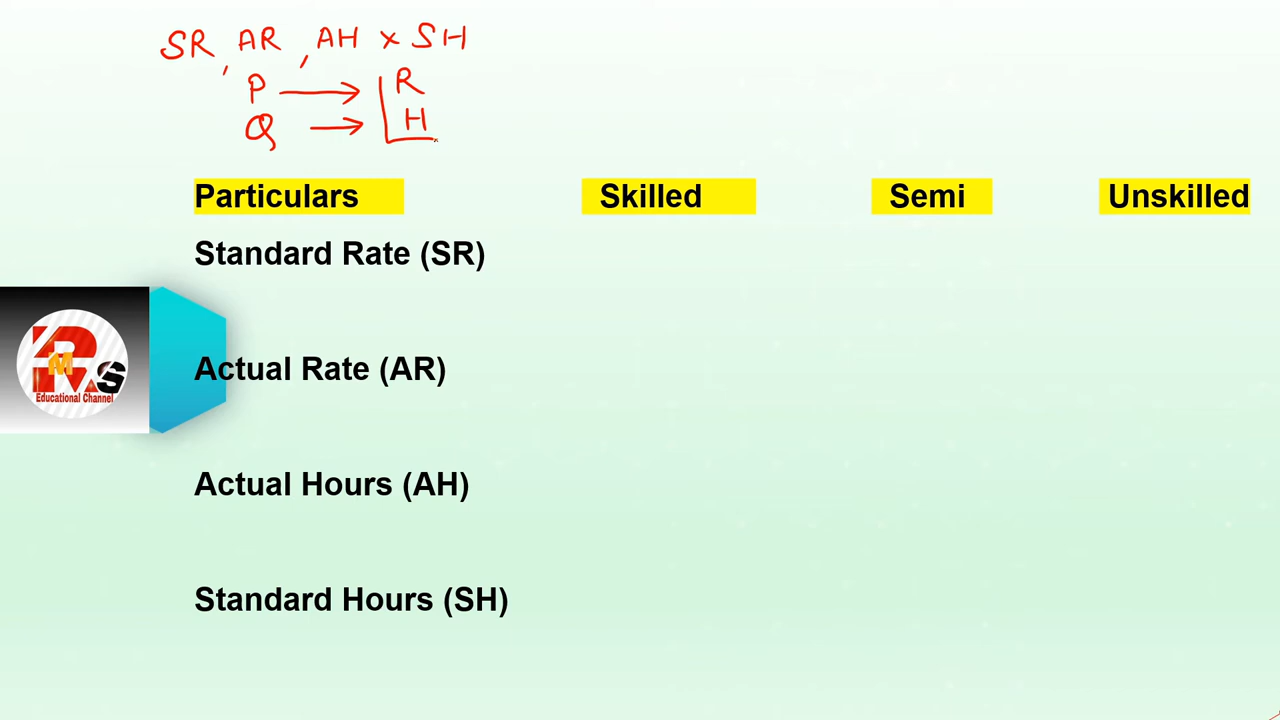 SR, AR, AH × SH
P → R
Q → H
Particulars Skilled Semi Unskilled
Standard Rate (SR)
Actual Rate (AR)
RMS
Educational Channel
Actual Hours (AH)
Standard Hours (SH)